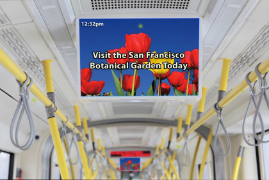 12:32pm
Visit the San Francisco
Botanical Garden Today